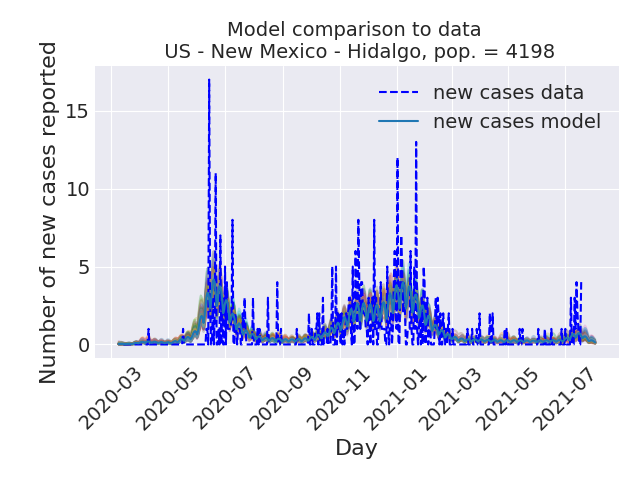 Model comparison to data
US - New Mexico - Hidalgo, pop. = 4198
Number of new cases reported
15
10
5
0
new cases data
new cases model
2020-03
2020-05
2020-07
2020-09
2020-11
2021-01
2021-03
2021-05
2021-07
Day